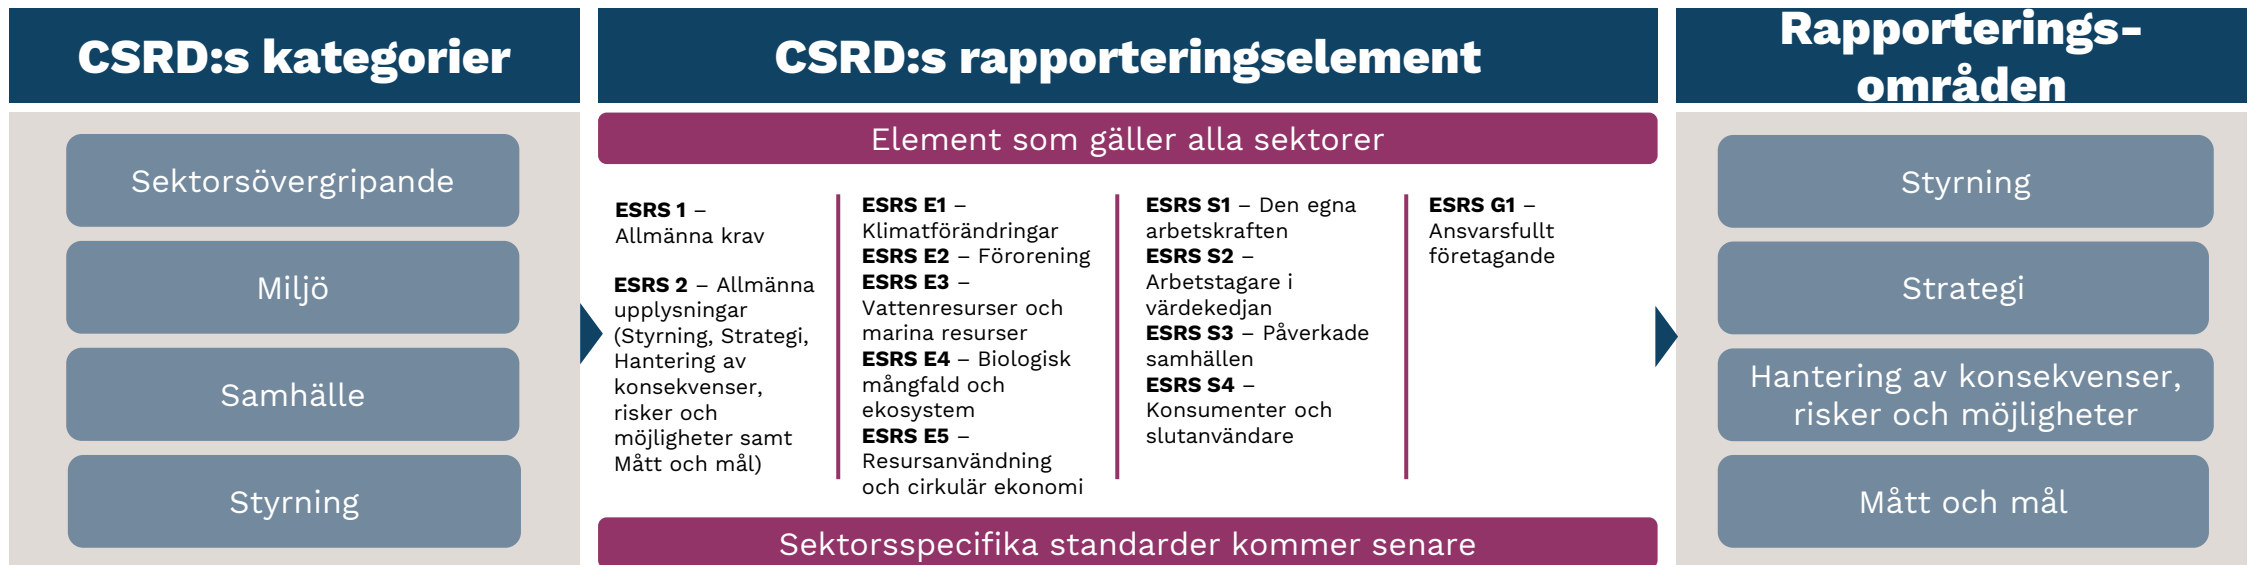 CSRD:s kategorier
Sektorsövergripande
Miljö
Samhälle
Styrning
CSRD:s rapporteringselement
Element som gäller alla sektorer
ESRS 1 –
Allmänna krav
ESRS 2 – Allmänna
upplysningar
(Styrning, Strategi,
Hantering av
konsekvenser,
risker och
möjligheter samt
Mått och mål)
ESRS E1 –
Klimatförändringar
ESRS E2 – Förorening
ESRS E3 –
Vattenresurser och
marina resurser
ESRS E4 – Biologisk
mångfald och
ekosystem
ESRS E5 –
Resursanvändning
och cirkulär ekonomi
ESRS S1 – Den egna
arbetskraften
ESRS S2 –
Arbetstagare i
värdekedjan
ESRS S3 – Påverkade
samhällen
ESRS S4 –
Konsumenter och
slutanvändare
ESRS G1 –
Ansvarsfullt
företagande
Sektorsspecifika standarder kommer senare
Rapporterings-
områden
Styrning
Strategi
Hantering av konsekvenser,
risker och möjligheter
Mått och mål